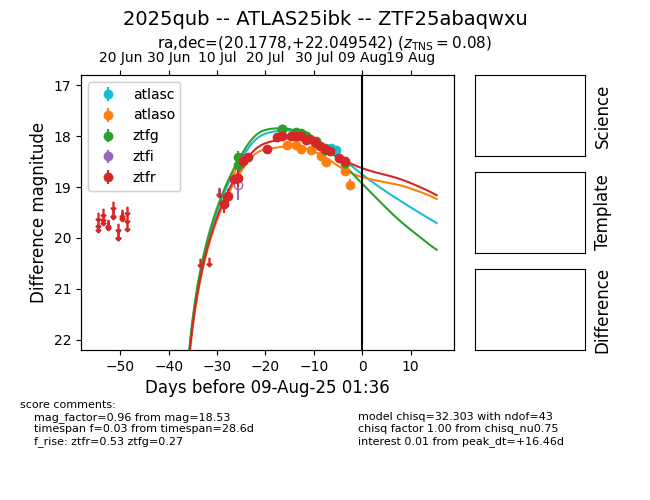 2025qub -- ATLAS25ibk -- ZTF25abaqwxu
ra,dec=(20.1778,+22.049542) (z_TNS = 0.08)
20 Jun 30 Jun 10 Jul 20 Jul 30 Jul 09 Aug 19 Aug
17
18
19
20
21
22
Difference magnitude
atlasc
atlaso
ztfg
ztfi
ztfr
−50 −40 −30 −20 −10 0 10
Days before 09-Aug-25 01:36
Science
Template
Difference
score comments:
mag_factor=0.96 from mag=18.53
timespan f=0.03 from timespan=28.6d
f_rise: ztfr=0.53 ztfg=0.27
model chisq=32.303 with ndof=43
chisq factor 1.00 from chisq_nu0.75
interest 0.01 from peak_dt=+16.46d